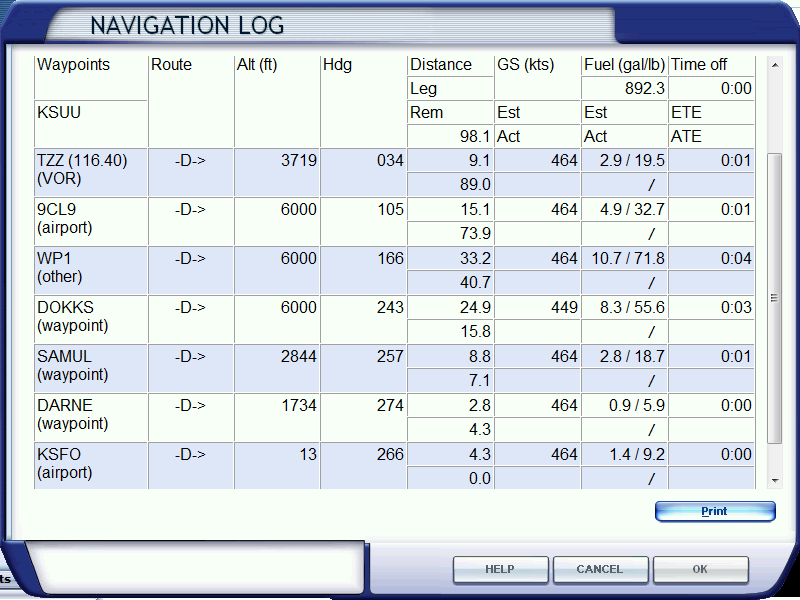 NAVIGATION LOG
Waypoints Route Alt (ft) Hdg Distance GS (kts) Fuel (gal/lb) Time off
Leg 892.3 0:00
KSUU Rem Est Est ETE
98.1 Act Act ATE
TZZ (116.40) -D-> 3719 034 9.1 464 2.9 / 19.5 0:01
(VOR) 89.0 /
9CL9 -D-> 6000 105 15.1 464 4.9 / 32.7 0:01
(airport) 73.9 /
WP1 -D-> 6000 166 33.2 464 10.7 / 71.8 0:04
(other) 40.7 /
DOKKS -D-> 6000 243 24.9 449 8.3 / 55.6 0:03
(waypoint) 15.8 /
SAMUL -D-> 2844 257 8.8 464 2.8 / 18.7 0:01
(waypoint) 7.1 /
DARNE -D-> 1734 274 2.8 464 0.9 / 5.9 0:00
(waypoint) 4.3 /
KSFO -D-> 13 266 4.3 464 1.4 / 9.2 0:00
(airport) 0.0 /
Print
HELP CANCEL OK
ts